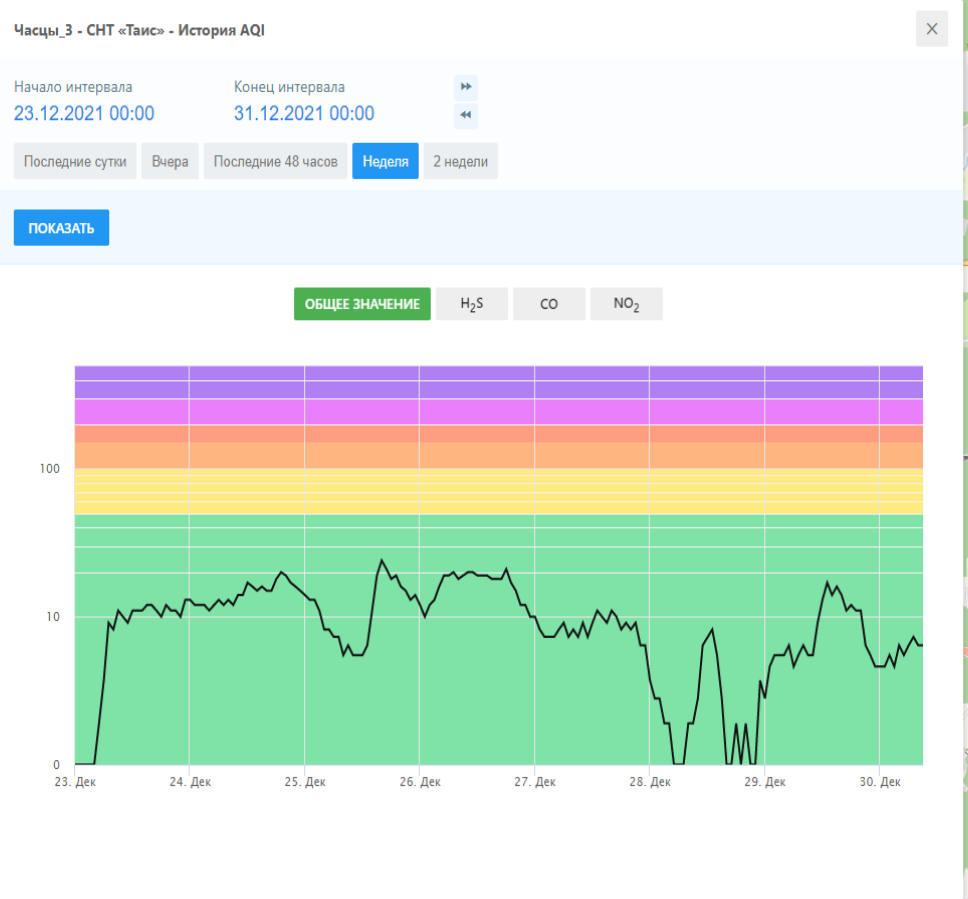 Часцы_3 - СНТ «Таис» - История AQI
Начало интервала Конец интервала
23.12.2021 00:00 31.12.2021 00:00
Последние сутки Вчера Последние 48 часов Неделя 2 недели
ПОКАЗАТЬ
ОБЩЕЕ ЗНАЧЕНИЕ H₂S CO NO₂
100
10
0
23. Дек 24. Дек 25. Дек 26. Дек 27. Дек 28. Дек 29. Дек 30. Дек